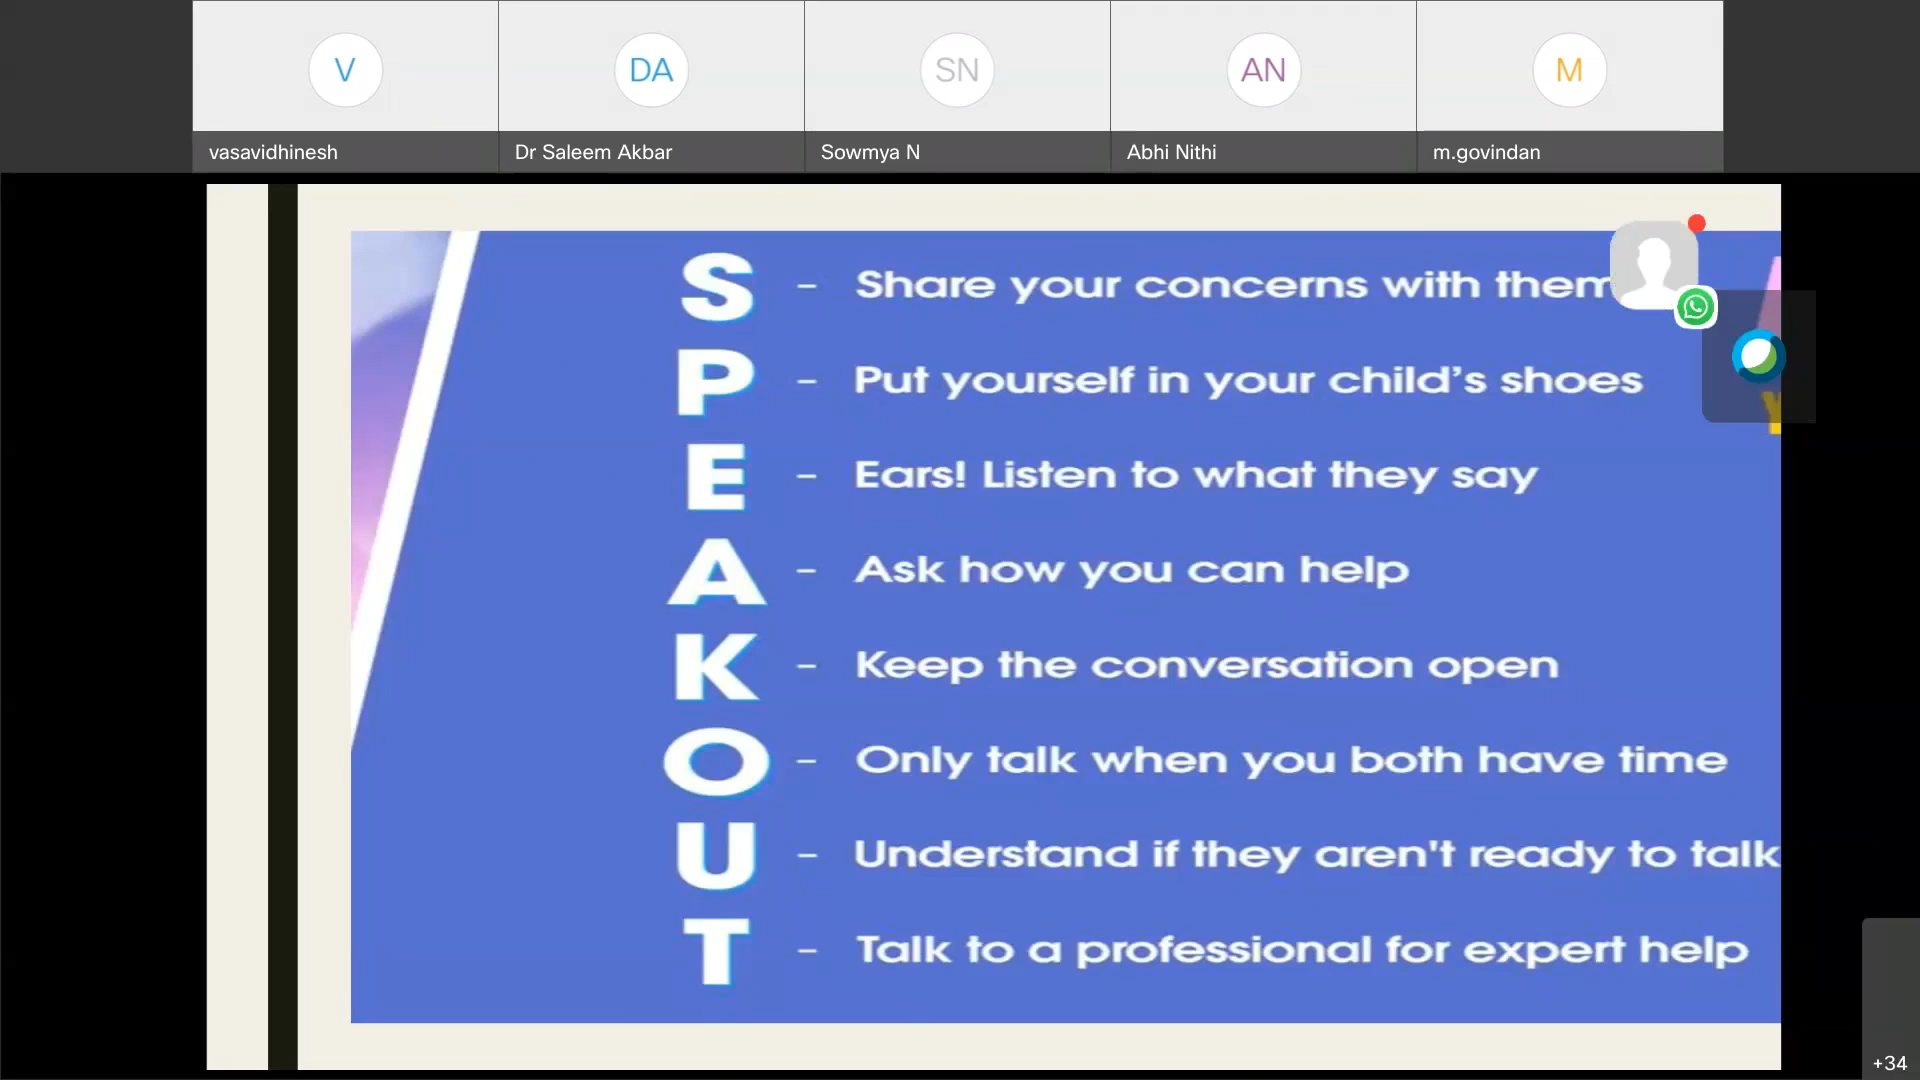 V
DA
SN
AN
M
vasavidhinesh
Dr Saleem Akbar
Sowmya N
Abhi Nithi
m.govindan
S - Share your concerns with them
P - Put yourself in your child's shoes
E - Ears! Listen to what they say
A - Ask how you can help
K - Keep the conversation open
O - Only talk when you both have time
U - Understand if they aren't ready to talk
T - Talk to a professional for expert help
+34